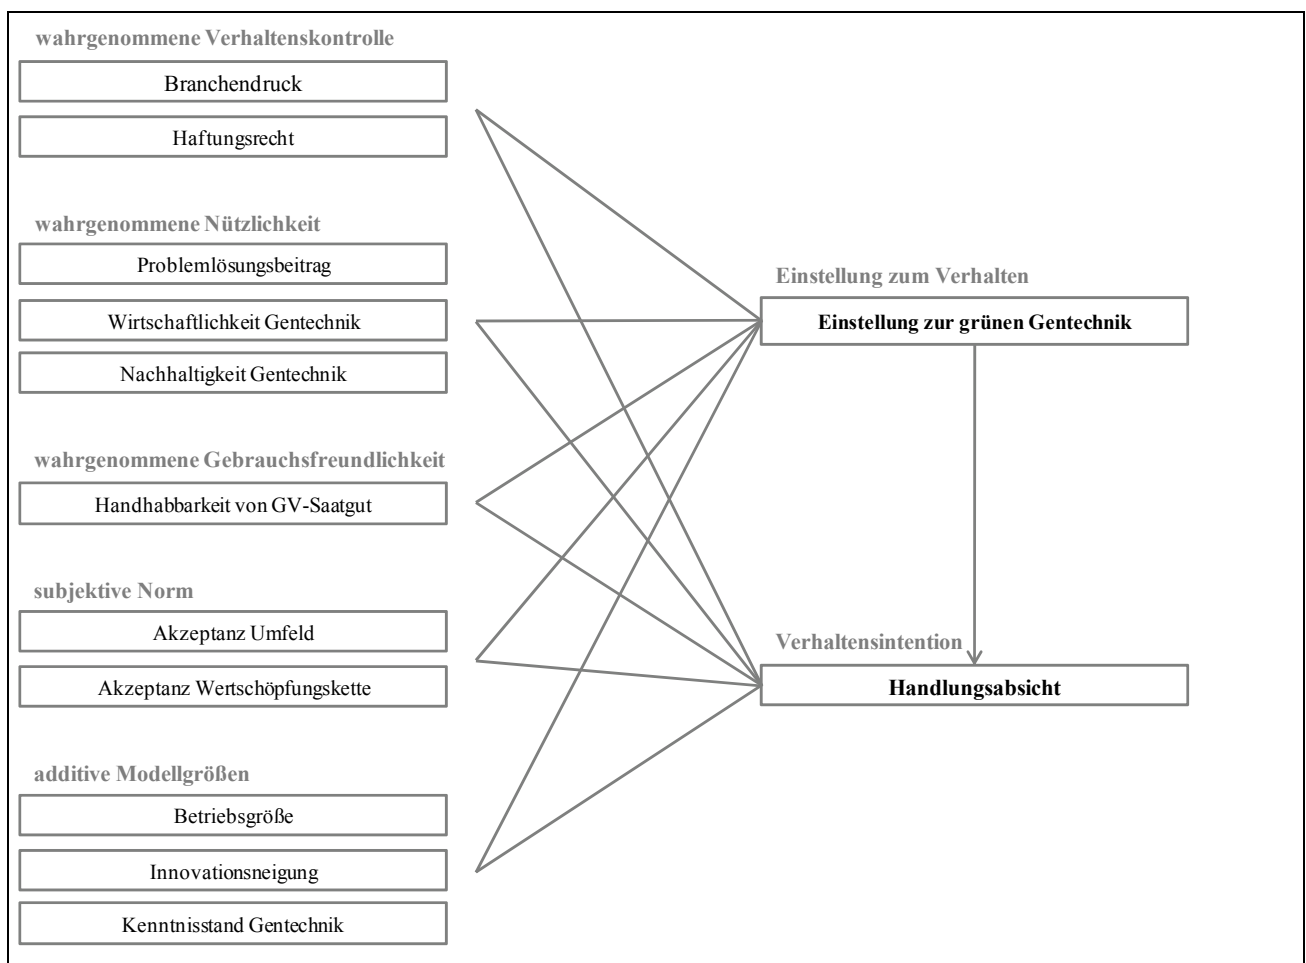 wahrgenommene Verhaltenskontrolle
Branchendruck
Haftungsrecht
wahrgenommene Nützlichkeit
Problemlösungsbeitrag
Wirtschaftlichkeit Gentechnik
Nachhaltigkeit Gentechnik
wahrgenommene Gebrauchsfreundlichkeit
Handhabbarkeit von GV-Saatgut
subjektive Norm
Akzeptanz Umfeld
Akzeptanz Wertschöpfungskette
additive Modellgrößen
Betriebsgröße
Innovationsneigung
Kenntnisstand Gentechnik
Einstellung zum Verhalten
Einstellung zur grünen Gentechnik
Verhaltensintention
Handlungsabsicht